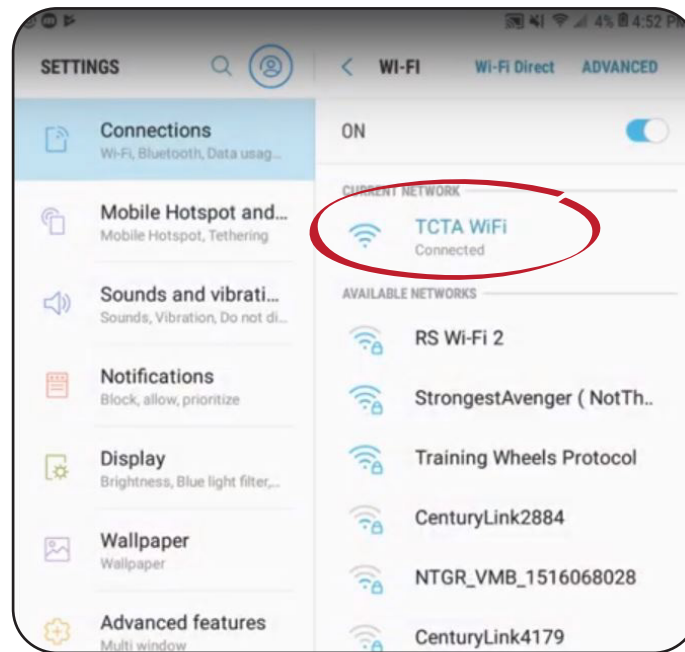 4% 4:52 PM
SETTINGS
Connections
Wi-Fi, Bluetooth, Data usag...
Mobile Hotspot and...
Mobile Hotspot, Tethering
Sounds and vibrati...
Sounds, Vibration, Do not di...
Notifications
Block, allow, prioritize
Display
Brightness, Blue light filter,...
Wallpaper
Wallpaper
Advanced features
Multi window
WI-FI Wi-Fi Direct ADVANCED
ON
CURRENT NETWORK
TCTA WiFi
Connected
AVAILABLE NETWORKS
RS Wi-Fi 2
StrongestAvenger ( NotTh..
Training Wheels Protocol
CenturyLink2884
NTGR_VMB_1516068028
CenturyLink4179